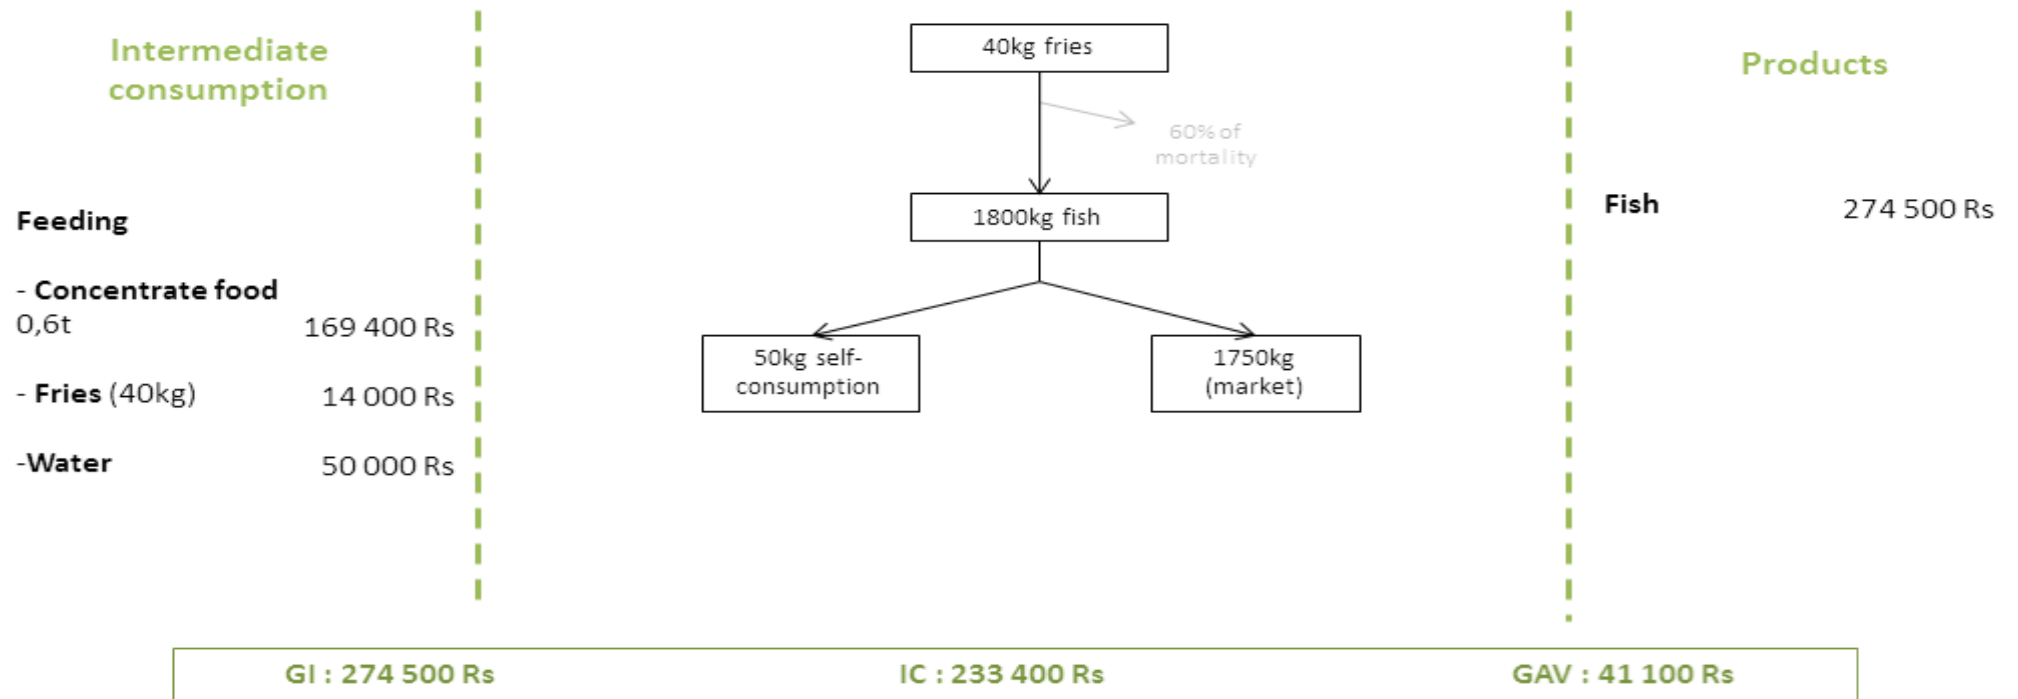 Intermediate
consumption
Feeding
- Concentrate food
0,6t 169 400 Rs
- Fries (40kg) 14 000 Rs
-Water 50 000 Rs
40kg fries
60% of
mortality
1800kg fish
50kg self-
consumption
1750kg
(market)
Products
Fish 274 500 Rs
GI : 274 500 Rs IC : 233 400 Rs GAV : 41 100 Rs